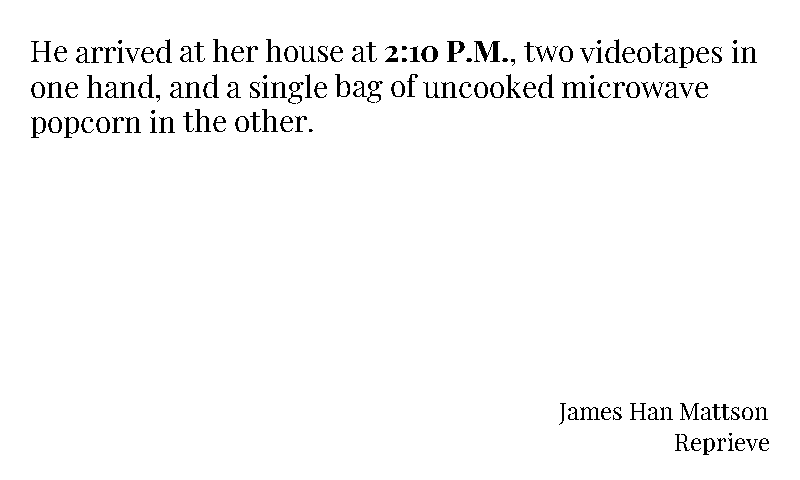 He arrived at her house at 2:10 P.M., two videotapes in
one hand, and a single bag of uncooked microwave
popcorn in the other.
James Han Mattson
Reprieve